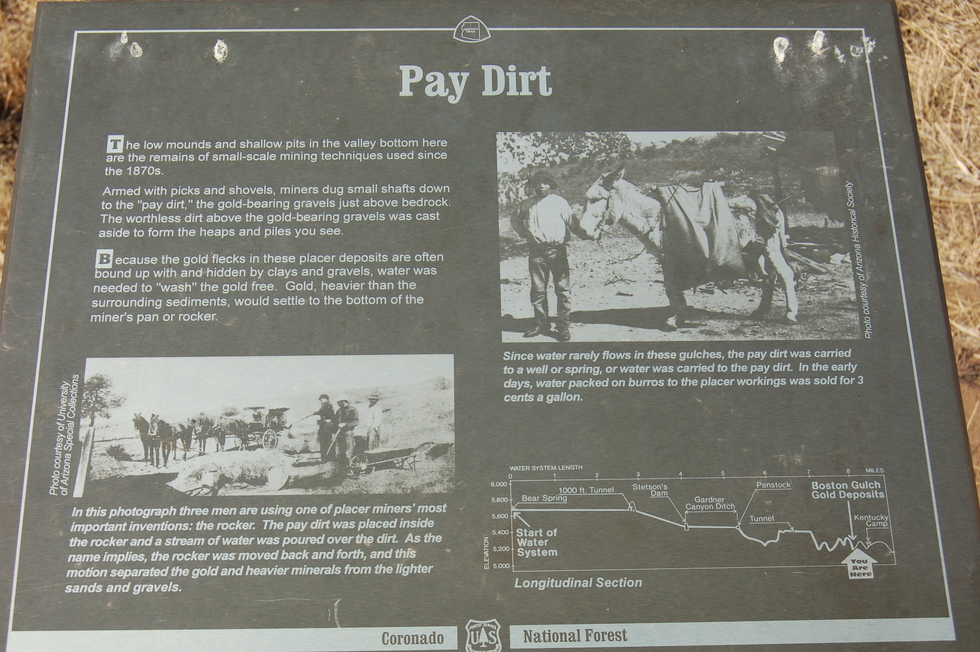 Pay Dirt
The low mounds and shallow pits in the valley bottom here
are the remains of small-scale mining techniques used since
the 1870s.
Armed with picks and shovels, miners dug small shafts down
to the "pay dirt," the gold-bearing gravels just above bedrock.
The worthless dirt above the gold-bearing gravels was cast
aside to form the heaps and piles you see.
Because the gold flecks in these placer deposits are often
bound up with and hidden by clays and gravels, water was
needed to "wash" the gold free. Gold, heavier than the
surrounding sediments, would settle to the bottom of the
miner's pan or rocker.
Photo courtesy of University
of Arizona Special Collections
In this photograph three men are using one of placer miners' most
important inventions: the rocker. The pay dirt was placed inside
the rocker and a stream of water was poured over the dirt. As the
name implies, the rocker was moved back and forth, and this
motion separated the gold and heavier minerals from the lighter
sands and gravels.
Photo courtesy of Arizona Historical Society
Since water rarely flows in these gulches, the pay dirt was carried
to a well or spring, or water was carried to the pay dirt. In the early
days, water packed on burros to the placer workings was sold for 3
cents a gallon.
WATER SYSTEM LENGTH
0 1 2 3 4 5 6 7 8 MILES
ELEVATION
6,000
5,800
5,600
5,400
5,200
5,000
Bear Spring
1000 ft. Tunnel
Stetson's
Dam
Gardner
Canyon Ditch
Penstock
Tunnel
Boston Gulch
Gold Deposits
Kentucky
Camp
Start of
Water
System
You
Are
Here
Longitudinal Section
Coronado
US
National Forest